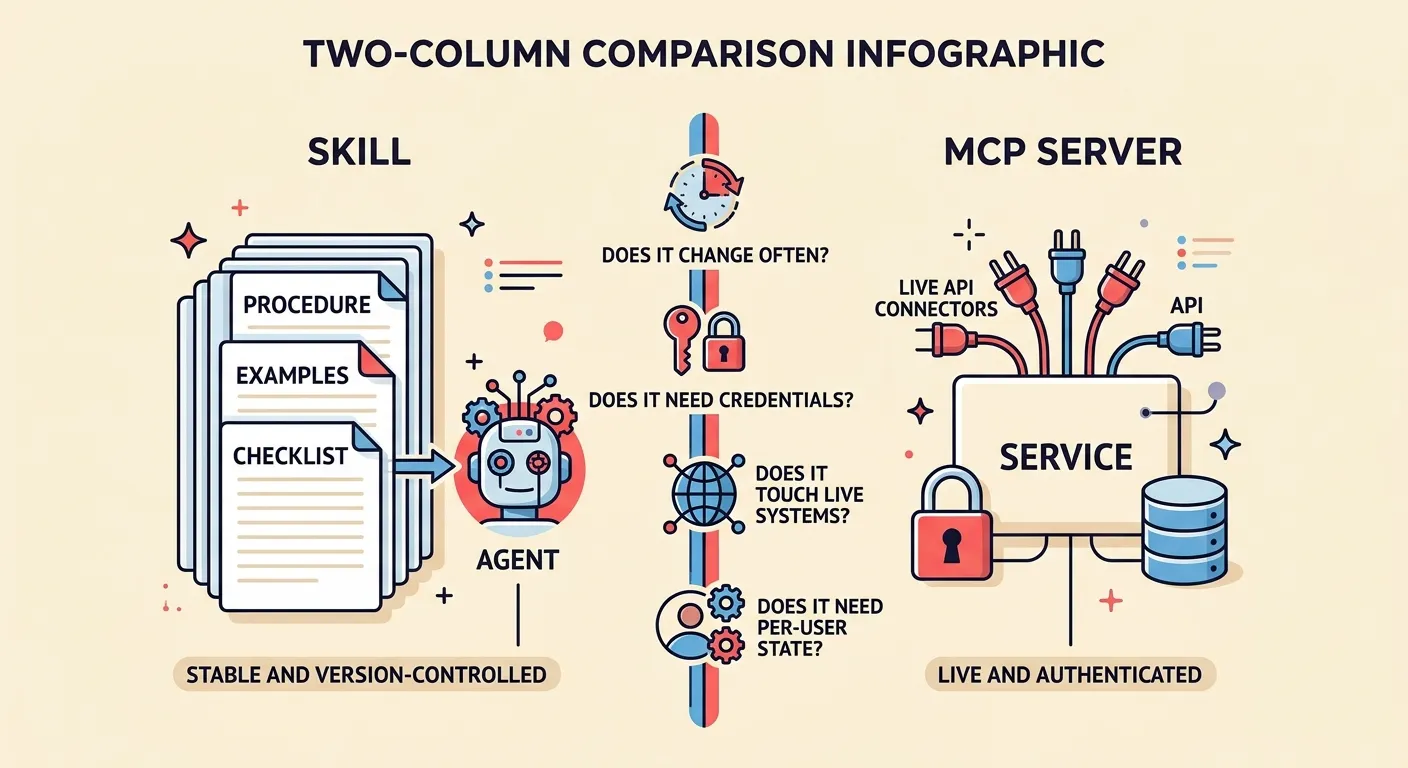 TWO-COLUMN COMPARISON INFOGRAPHIC
SKILL
PROCEDURE
EXAMPLES
CHECKLIST
AGENT
STABLE AND VERSION-CONTROLLED
DOES IT CHANGE OFTEN?
DOES IT NEED CREDENTIALS?
DOES IT
TOUCH LIVE
SYSTEMS?
DOES IT NEED
PER-USER
STATE?
MCP SERVER
LIVE API
CONNECTORS
API
SERVICE
LIVE AND AUTHENTICATED